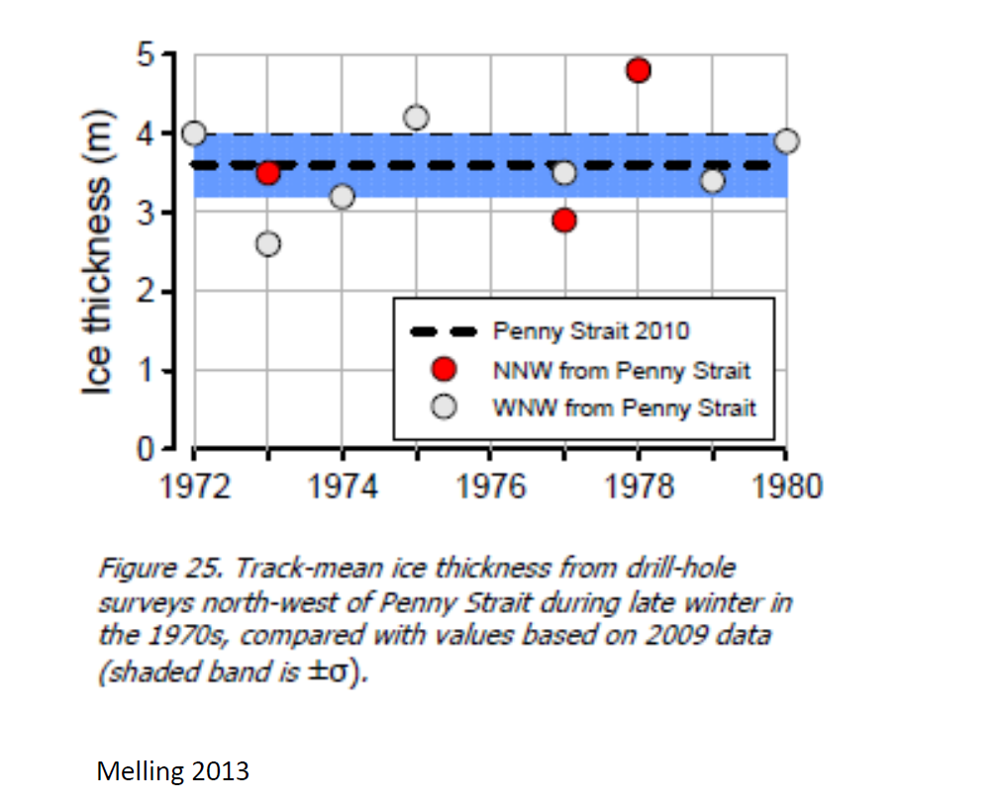 5
4
3
2
1
0
Ice thickness (m)
Penny Strait 2010
NNW from Penny Strait
WNW from Penny Strait
1972 1974 1976 1978 1980
Figure 25. Track-mean ice thickness from drill-hole
surveys north-west of Penny Strait during late winter in
the 1970s, compared with values based on 2009 data
(shaded band is ±σ).
Melling 2013